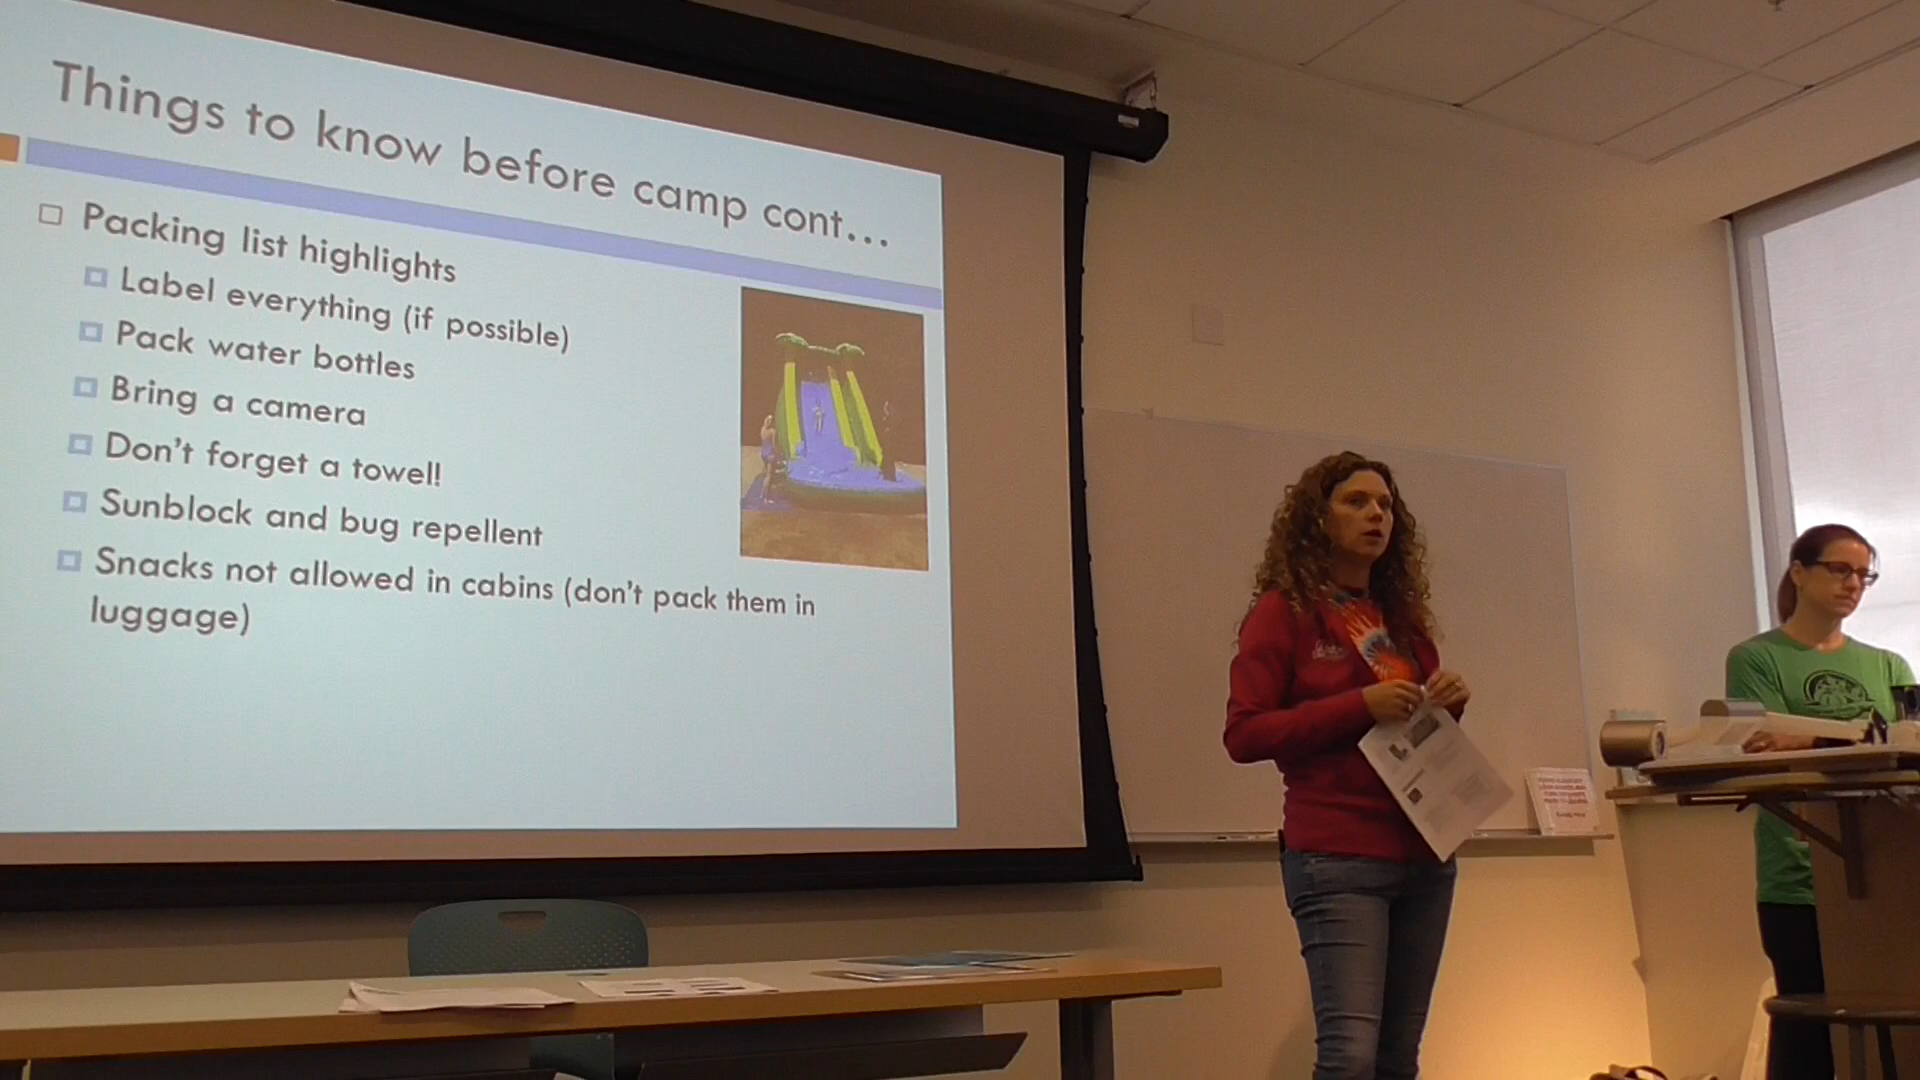 Things to know before camp cont...
Packing list highlights
Label everything (if possible)
Pack water bottles
Bring a camera
Don't forget a towel!
Sunblock and bug repellent
Snacks not allowed in cabins (don't pack them in
luggage)